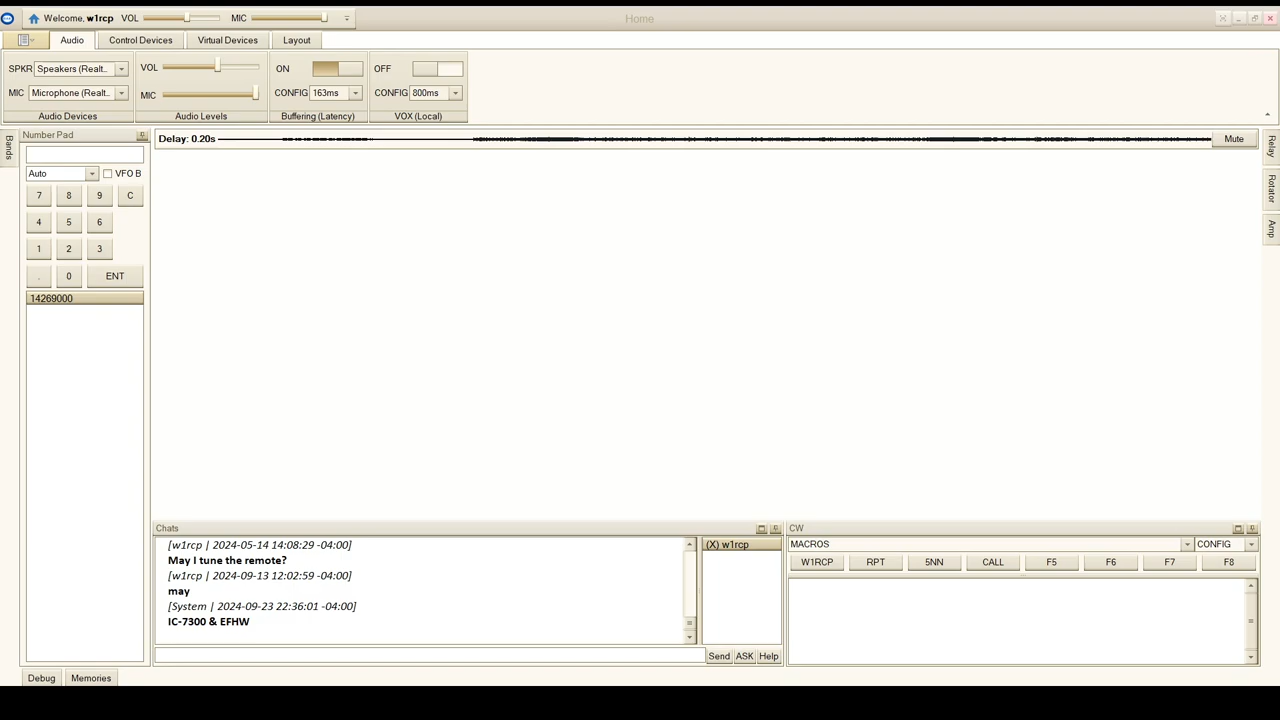 Welcome, w1rcp VOL MIC Home
Audio Control Devices Virtual Devices Layout
SPKR Speakers (Realt.. VOL ON OFF
MIC Microphone (Realt.. MIC CONFIG 163ms CONFIG 800ms
Audio Devices Audio Levels Buffering (Latency) VOX (Local)
Bands
Number Pad
Auto VFO B
7 8 9 C
4 5 6
1 2 3
. 0 ENT
14269000
Delay: 0.20s Mute
Relay
Rotator
Amp
Chats
[w1rcp | 2024-05-14 14:08:29 -04:00]
May I tune the remote?
[w1rcp | 2024-09-13 12:02:59 -04:00]
may
[System | 2024-09-23 22:36:01 -04:00]
IC-7300 & EFHW
(X) w1rcp
Send ASK Help
CW
MACROS CONFIG
W1RCP RPT 5NN CALL F5 F6 F7 F8
Debug Memories